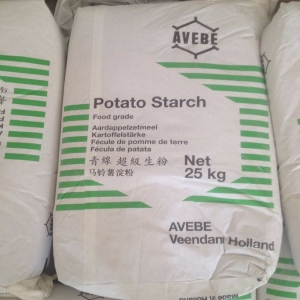 AVEBE
Potato Starch
Food grade
Aardappelzetmeel
Kartoffelstärke
Fécule de pomme de terre
Fécula de patata
青線 超級生粉
马铃薯淀粉
Net
25 kg
AVEBE
Veendam Holland